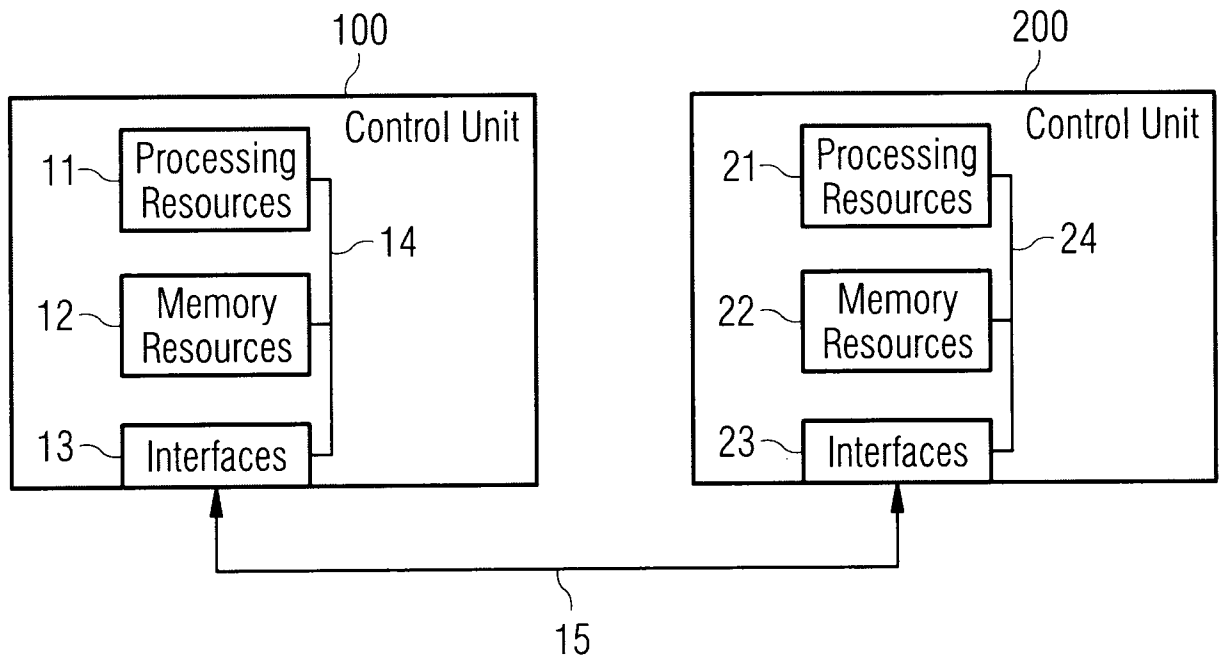 100
200
Control Unit
Control Unit
11
Processing
Resources
21
Processing
Resources
14
24
12
Memory
Resources
22
Memory
Resources
13
Interfaces
23
Interfaces
15